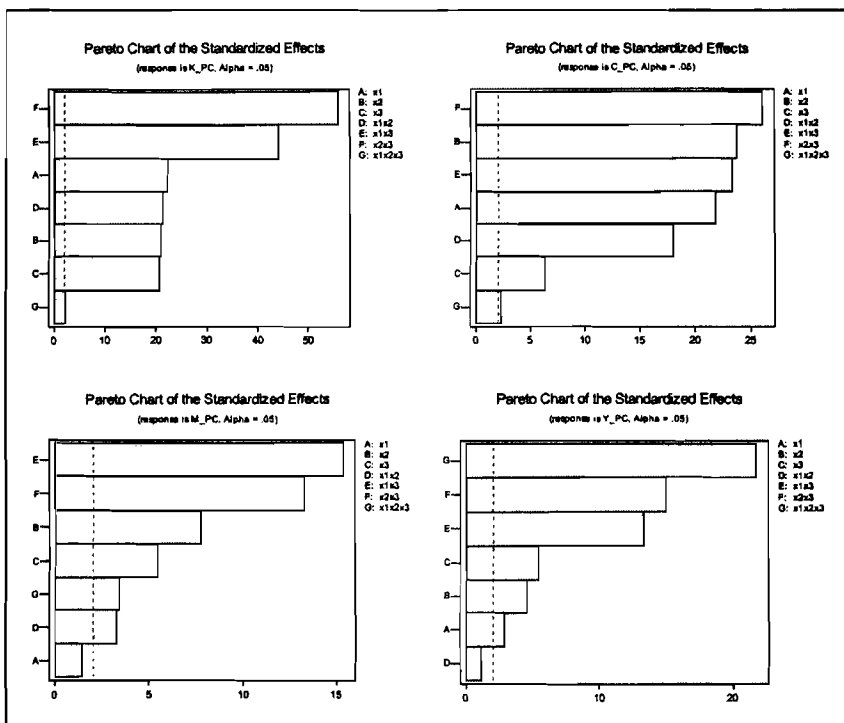 Pareto Chart of the Standardized Effects
(response is K_PC, Alpha = .05)
F
E
A
D
B
C
G
0 10 20 30 40 50
A: x1
B: x2
C: x3
D: x1x2
E: x1x3
F: x2x3
G: x1x2x3
Pareto Chart of the Standardized Effects
(response is C_PC, Alpha = .05)
F
B
E
A
D
C
G
0 5 10 15 20 25
A: x1
B: x2
C: x3
D: x1x2
E: x1x3
F: x2x3
G: x1x2x3
Pareto Chart of the Standardized Effects
(response is M_PC, Alpha = .05)
E
F
B
C
G
D
A
0 5 10 15
A: x1
B: x2
C: x3
D: x1x2
E: x1x3
F: x2x3
G: x1x2x3
Pareto Chart of the Standardized Effects
(response is Y_PC, Alpha = .05)
G
F
E
C
B
A
D
0 10 20
A: x1
B: x2
C: x3
D: x1x2
E: x1x3
F: x2x3
G: x1x2x3